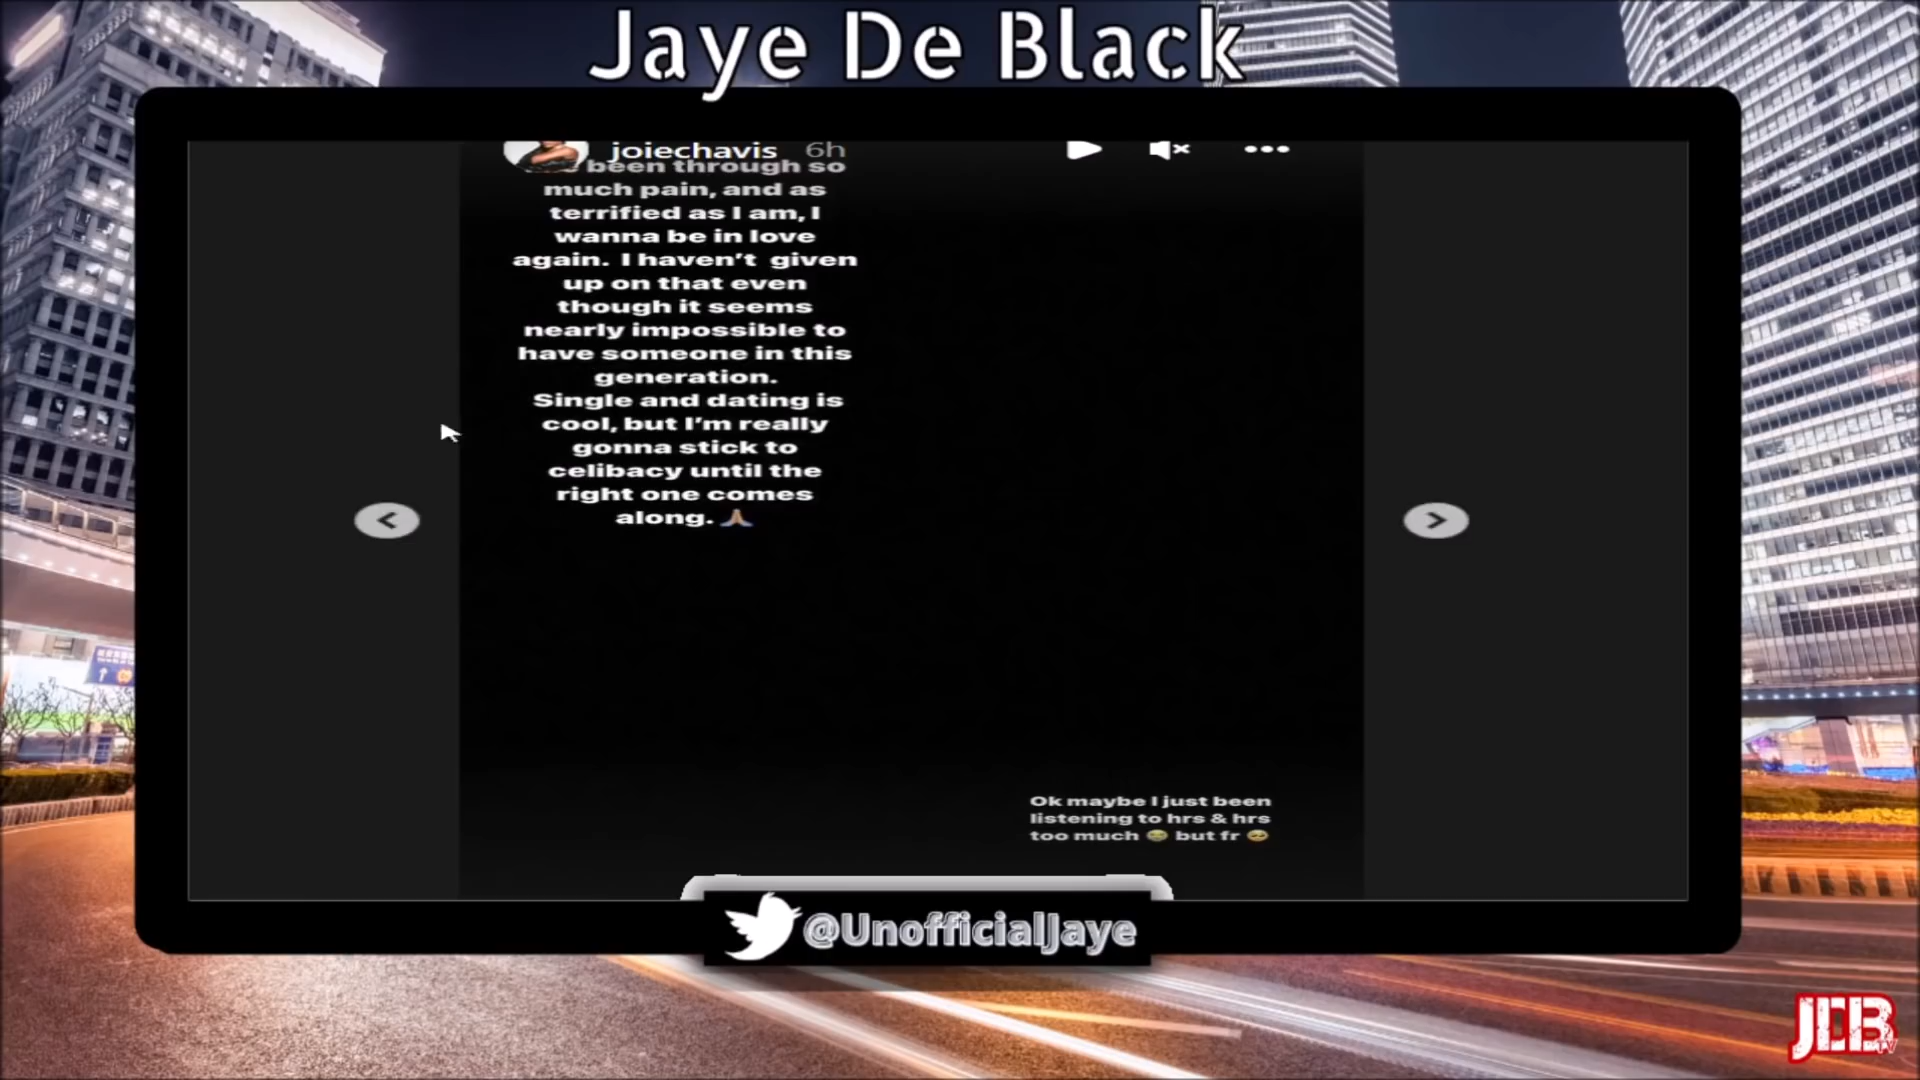 Jaye De Black
joiechavis 6h
been through so
much pain, and as
terrified as I am, I
wanna be in love
again. I haven't given
up on that even
though it seems
nearly impossible to
have someone in this
generation.
Single and dating is
cool, but I'm really
gonna stick to
celibacy until the
right one comes
along. 🙏🏽
Ok maybe I just been
listening to hrs & hrs
too much 😂 but fr 🥺
@UnofficialJaye
JDB
TV